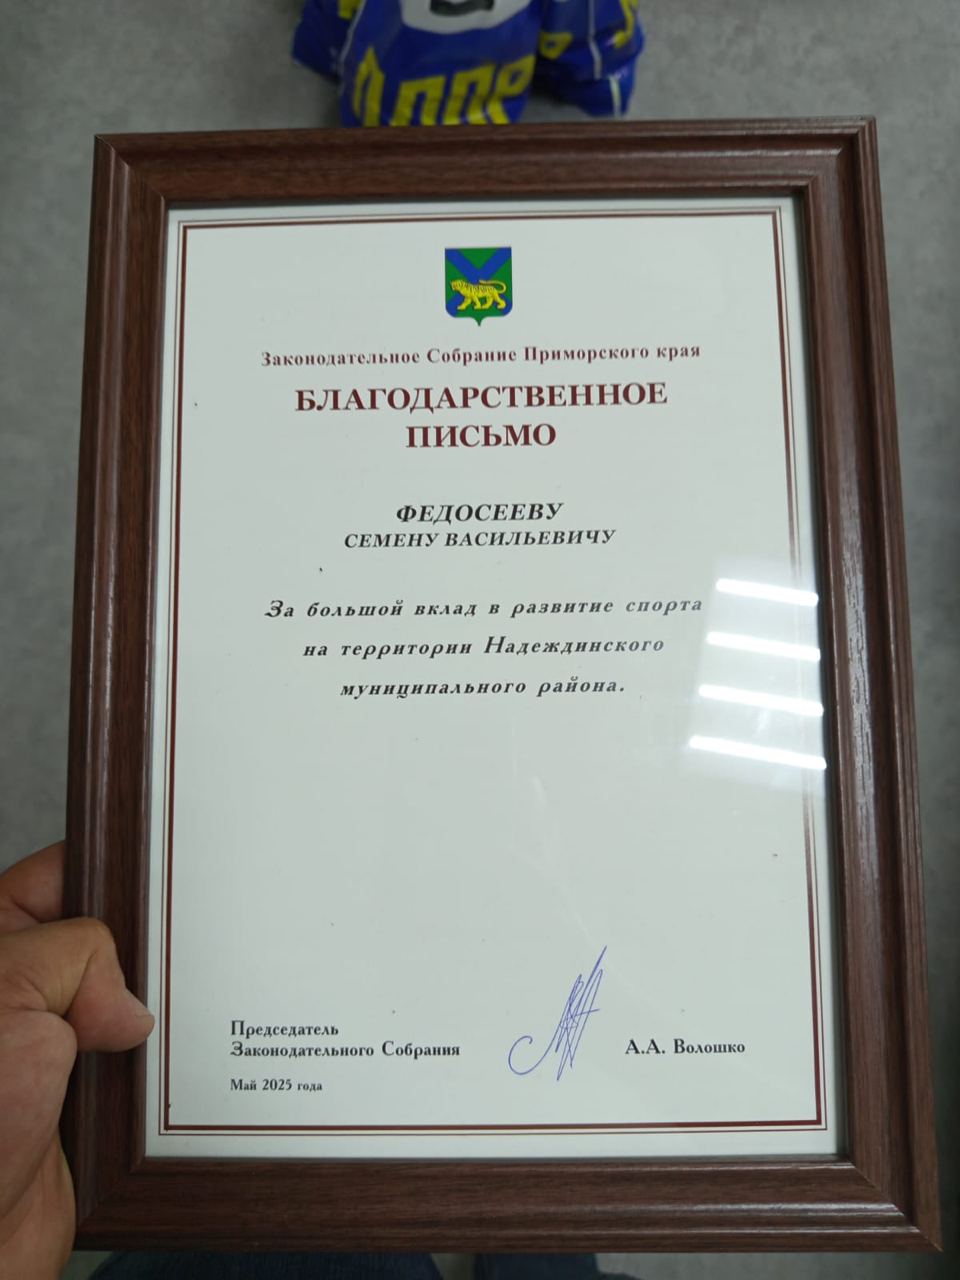 ЛДПР
Законодательное Собрание Приморского края
БЛАГОДАРСТВЕННОЕ
ПИСЬМО
ФЕДОСЕЕВУ
СЕМЕНУ ВАСИЛЬЕВИЧУ
За большой вклад в развитие спорта
на территории Надеждинского
муниципального района.
Председатель
Законодательного Собрания
А.А. Волошко
Май 2025 года